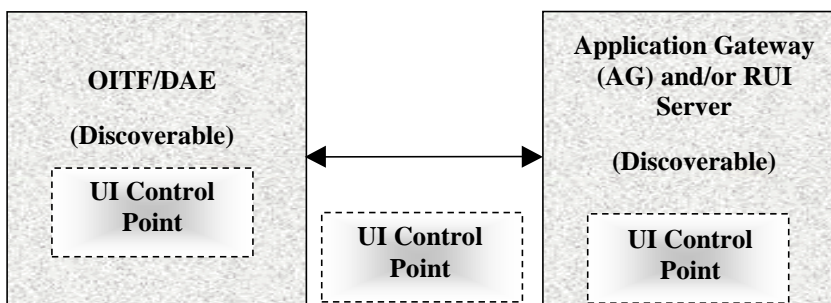 OITF/DAE
(Discoverable)
UI Control
Point
UI Control
Point
Application Gateway
(AG) and/or RUI
Server
(Discoverable)
UI Control
Point